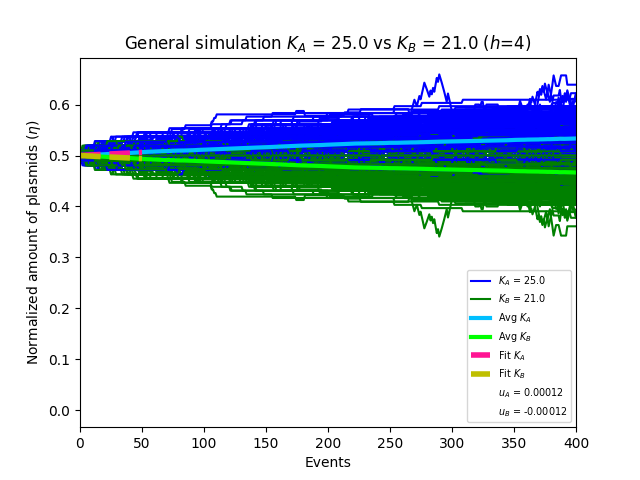 General simulation K_A = 25.0 vs K_B = 21.0 (h=4)
Normalized amount of plasmids (η)
0.6
0.5
0.4
0.3
0.2
0.1
0.0
0 50 100 150 200 250 300 350 400
Events
K_A = 25.0
K_B = 21.0
Avg K_A
Avg K_B
Fit K_A
Fit K_B
u_A = 0.00012
u_B = -0.00012